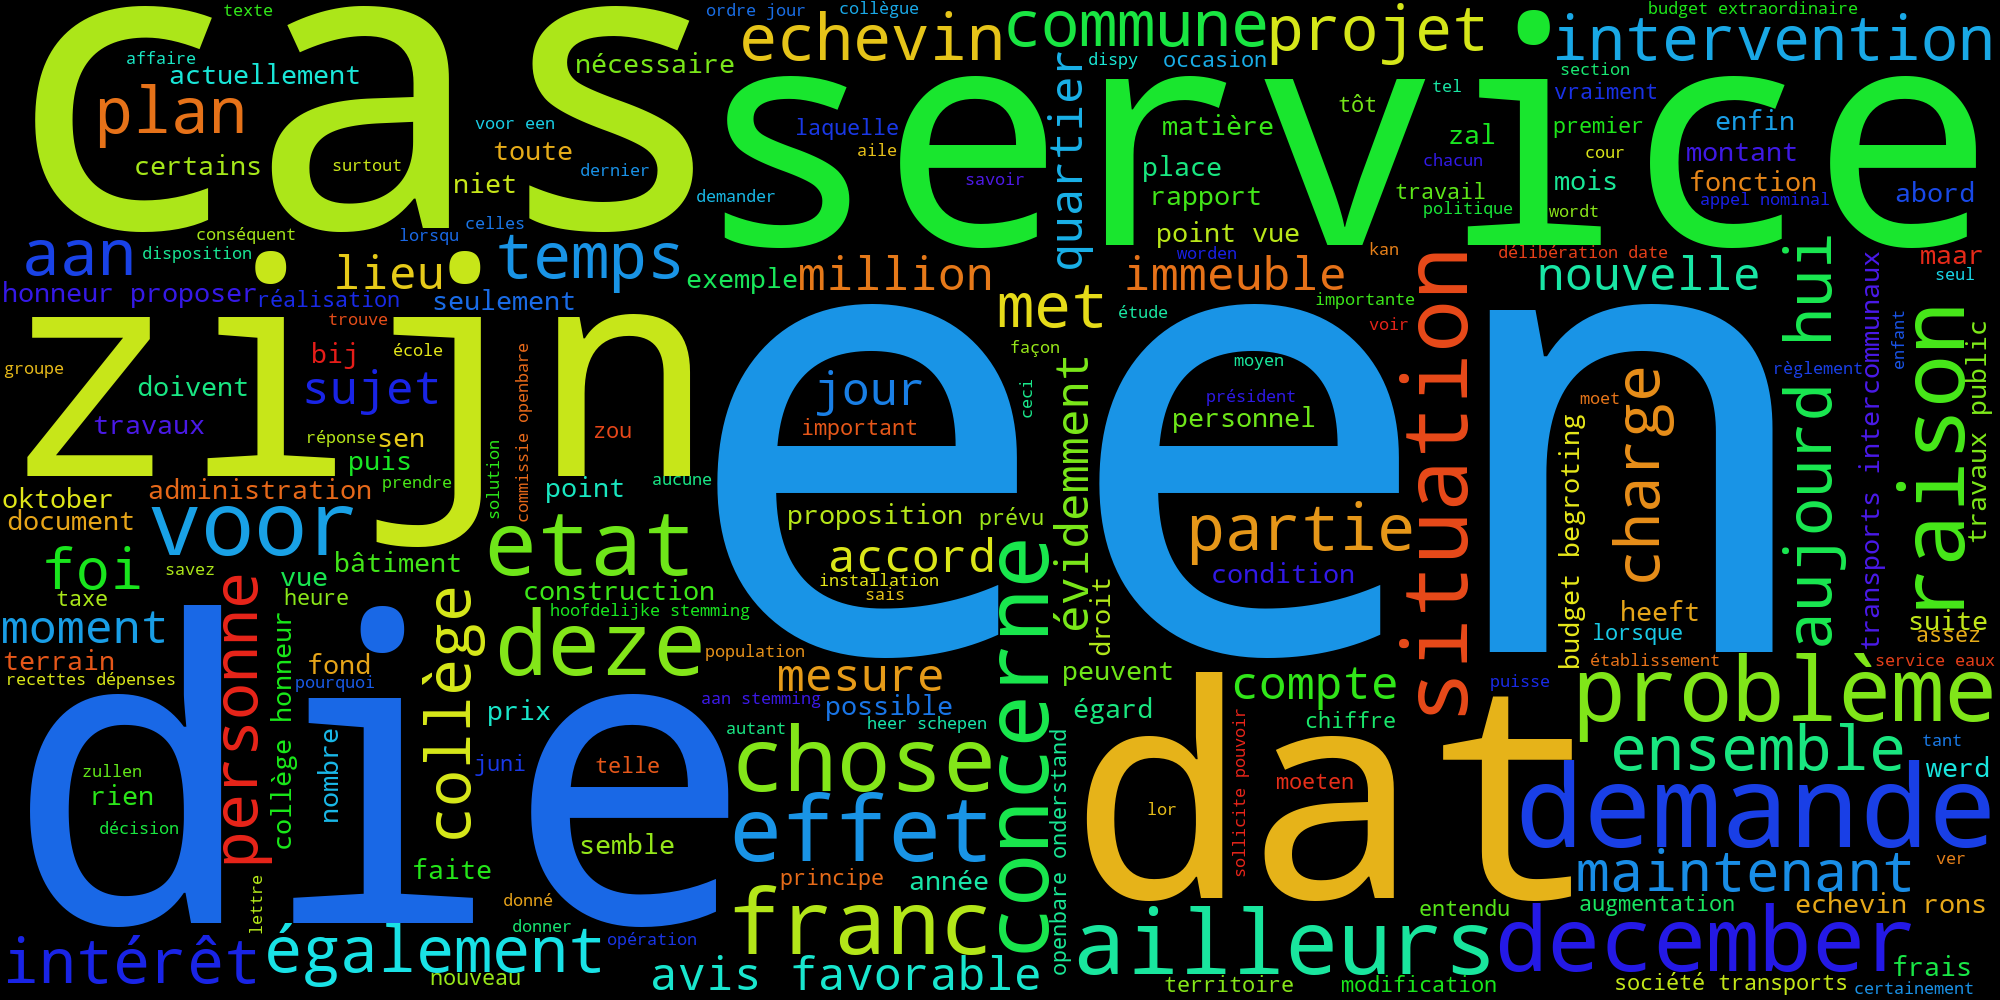 texte
ordre jour
collègue
budget extraordinaire
cas
echevin
commune
projet
intervention
affaire
actuellement
nécessaire
dispy
occasion
section
plan
service
tel
vraiment
tôt
voor een
laquelle
matière
zal
premier
enfin
certains
surtout
toute
aile
quartier
chacun
cour
montant
dernier
niet
savoir
place
mois
fonction
demander
rapport
travail
appel nominal
abord
celles
politique
wordt
conséquent
lorsqu
point vue
aan
disposition
lieu
temps
worden
kan
délibération date
maar
exemple
million
immeuble
nouvelle
seul
honneur proposer
réalisation
seulement
met
étude
importante
situation
aujourd hui
transports intercommunaux
zijn
trouve
een
voir
raison
travaux public
enfant
bij
école
façon
groupe
doivent
sujet
jour
moyen
règlement
ceci
président
moet
travaux
réponse
sen
zou
important
personnel
évidemment
budget begroting
charge
puis
commissie openbare
solution
oktober
administration
prendre
point
aucune
document
voor
proposition
prévu
partie
etat
accord
foi
savez
bâtiment
vue
installation
condition
taxe
heure
construction
sais
droit
heeft
moment
hoofdelijke stemming
deze
concerne
lorsque
suite
assez
terrain
personne
fond
collège
population
mesure
peuvent
établissement
service eaux
recettes dépenses
pourquoi
collège honneur
aan stemming
possible
compte
puisse
problème
die
prix
autant
heer schepen
égard
chiffre
nombre
chose
openbare onderstand
sollicite pouvoir
dat
ensemble
tant
zullen
juni
telle
moeten
werd
rien
effet
lor
demande
décision
semble
faite
principe
année
maintenant
ver
lettre
donné
franc
entendu
augmentation
echevin rons
donner
intérêt
également
opération
ailleurs
december
nouveau
avis favorable
territoire
modification
société transports
frais
certainement